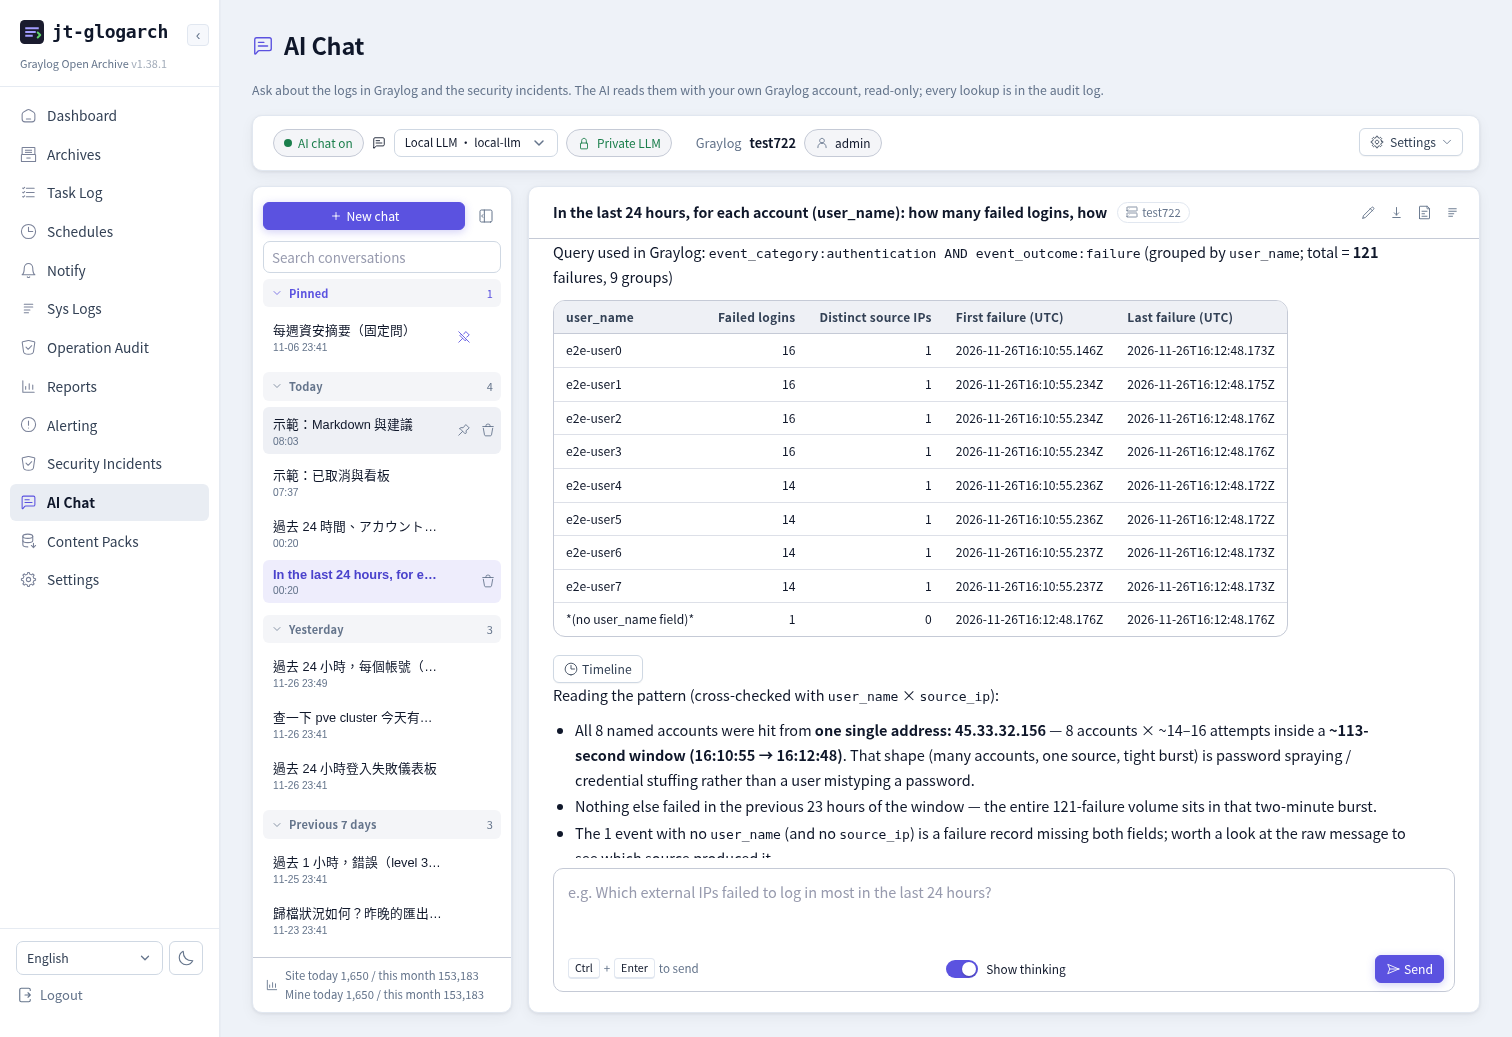 jt-glogarch
Graylog Open Archive v1.38.1
Dashboard
Archives
Task Log
Schedules
Notify
Sys Logs
Operation Audit
Reports
Alerting
Security Incidents
AI Chat
Content Packs
Settings
English
Logout
AI Chat
Ask about the logs in Graylog and the security incidents. The AI reads them with your own Graylog account, read-only; every lookup is in the audit log.
AI chat on
Local LLM・local-llm
Private LLM
Graylog test722
admin
Settings
+ New chat
Search conversations
Pinned 1
每週資安摘要（固定問）
11-06 23:41
Today 4
示範：Markdown 與建議
08:03
示範：已取消與看板
07:37
過去 24 時間、アカウント…
00:20
In the last 24 hours, for e…
00:20
Yesterday 3
過去 24 小時，每個帳號（…
11-26 23:49
查一下 pve cluster 今天有…
11-26 23:41
過去 24 小時登入失敗儀表板
11-26 23:41
Previous 7 days 3
過去 1 小時，錯誤（level 3…
11-25 23:41
歸檔狀況如何？昨晚的匯出…
11-23 23:41
Site today 1,650 / this month 153,183
Mine today 1,650 / this month 153,183
In the last 24 hours, for each account (user_name): how many failed logins, how
test722
Query used in Graylog: event_category:authentication AND event_outcome:failure (grouped by user_name; total = 121
failures, 9 groups)
user_name Failed logins Distinct source IPs First failure (UTC) Last failure (UTC)
e2e-user0 16 1 2026-11-26T16:10:55.146Z 2026-11-26T16:12:48.173Z
e2e-user1 16 1 2026-11-26T16:10:55.234Z 2026-11-26T16:12:48.175Z
e2e-user2 16 1 2026-11-26T16:10:55.234Z 2026-11-26T16:12:48.176Z
e2e-user3 16 1 2026-11-26T16:10:55.234Z 2026-11-26T16:12:48.176Z
e2e-user4 14 1 2026-11-26T16:10:55.236Z 2026-11-26T16:12:48.172Z
e2e-user5 14 1 2026-11-26T16:10:55.236Z 2026-11-26T16:12:48.172Z
e2e-user6 14 1 2026-11-26T16:10:55.237Z 2026-11-26T16:12:48.173Z
e2e-user7 14 1 2026-11-26T16:10:55.237Z 2026-11-26T16:12:48.173Z
*(no user_name field)* 1 0 2026-11-26T16:12:48.176Z 2026-11-26T16:12:48.176Z
Timeline
Reading the pattern (cross-checked with user_name × source_ip):
All 8 named accounts were hit from one single address: 45.33.32.156 — 8 accounts × ~14–16 attempts inside a ~113-
second window (16:10:55 → 16:12:48). That shape (many accounts, one source, tight burst) is password spraying /
credential stuffing rather than a user mistyping a password.
Nothing else failed in the previous 23 hours of the window — the entire 121-failure volume sits in that two-minute burst.
The 1 event with no user_name (and no source_ip) is a failure record missing both fields; worth a look at the raw message to
see which source produced it.
e.g. Which external IPs failed to log in most in the last 24 hours?
Ctrl + Enter to send
Show thinking
Send